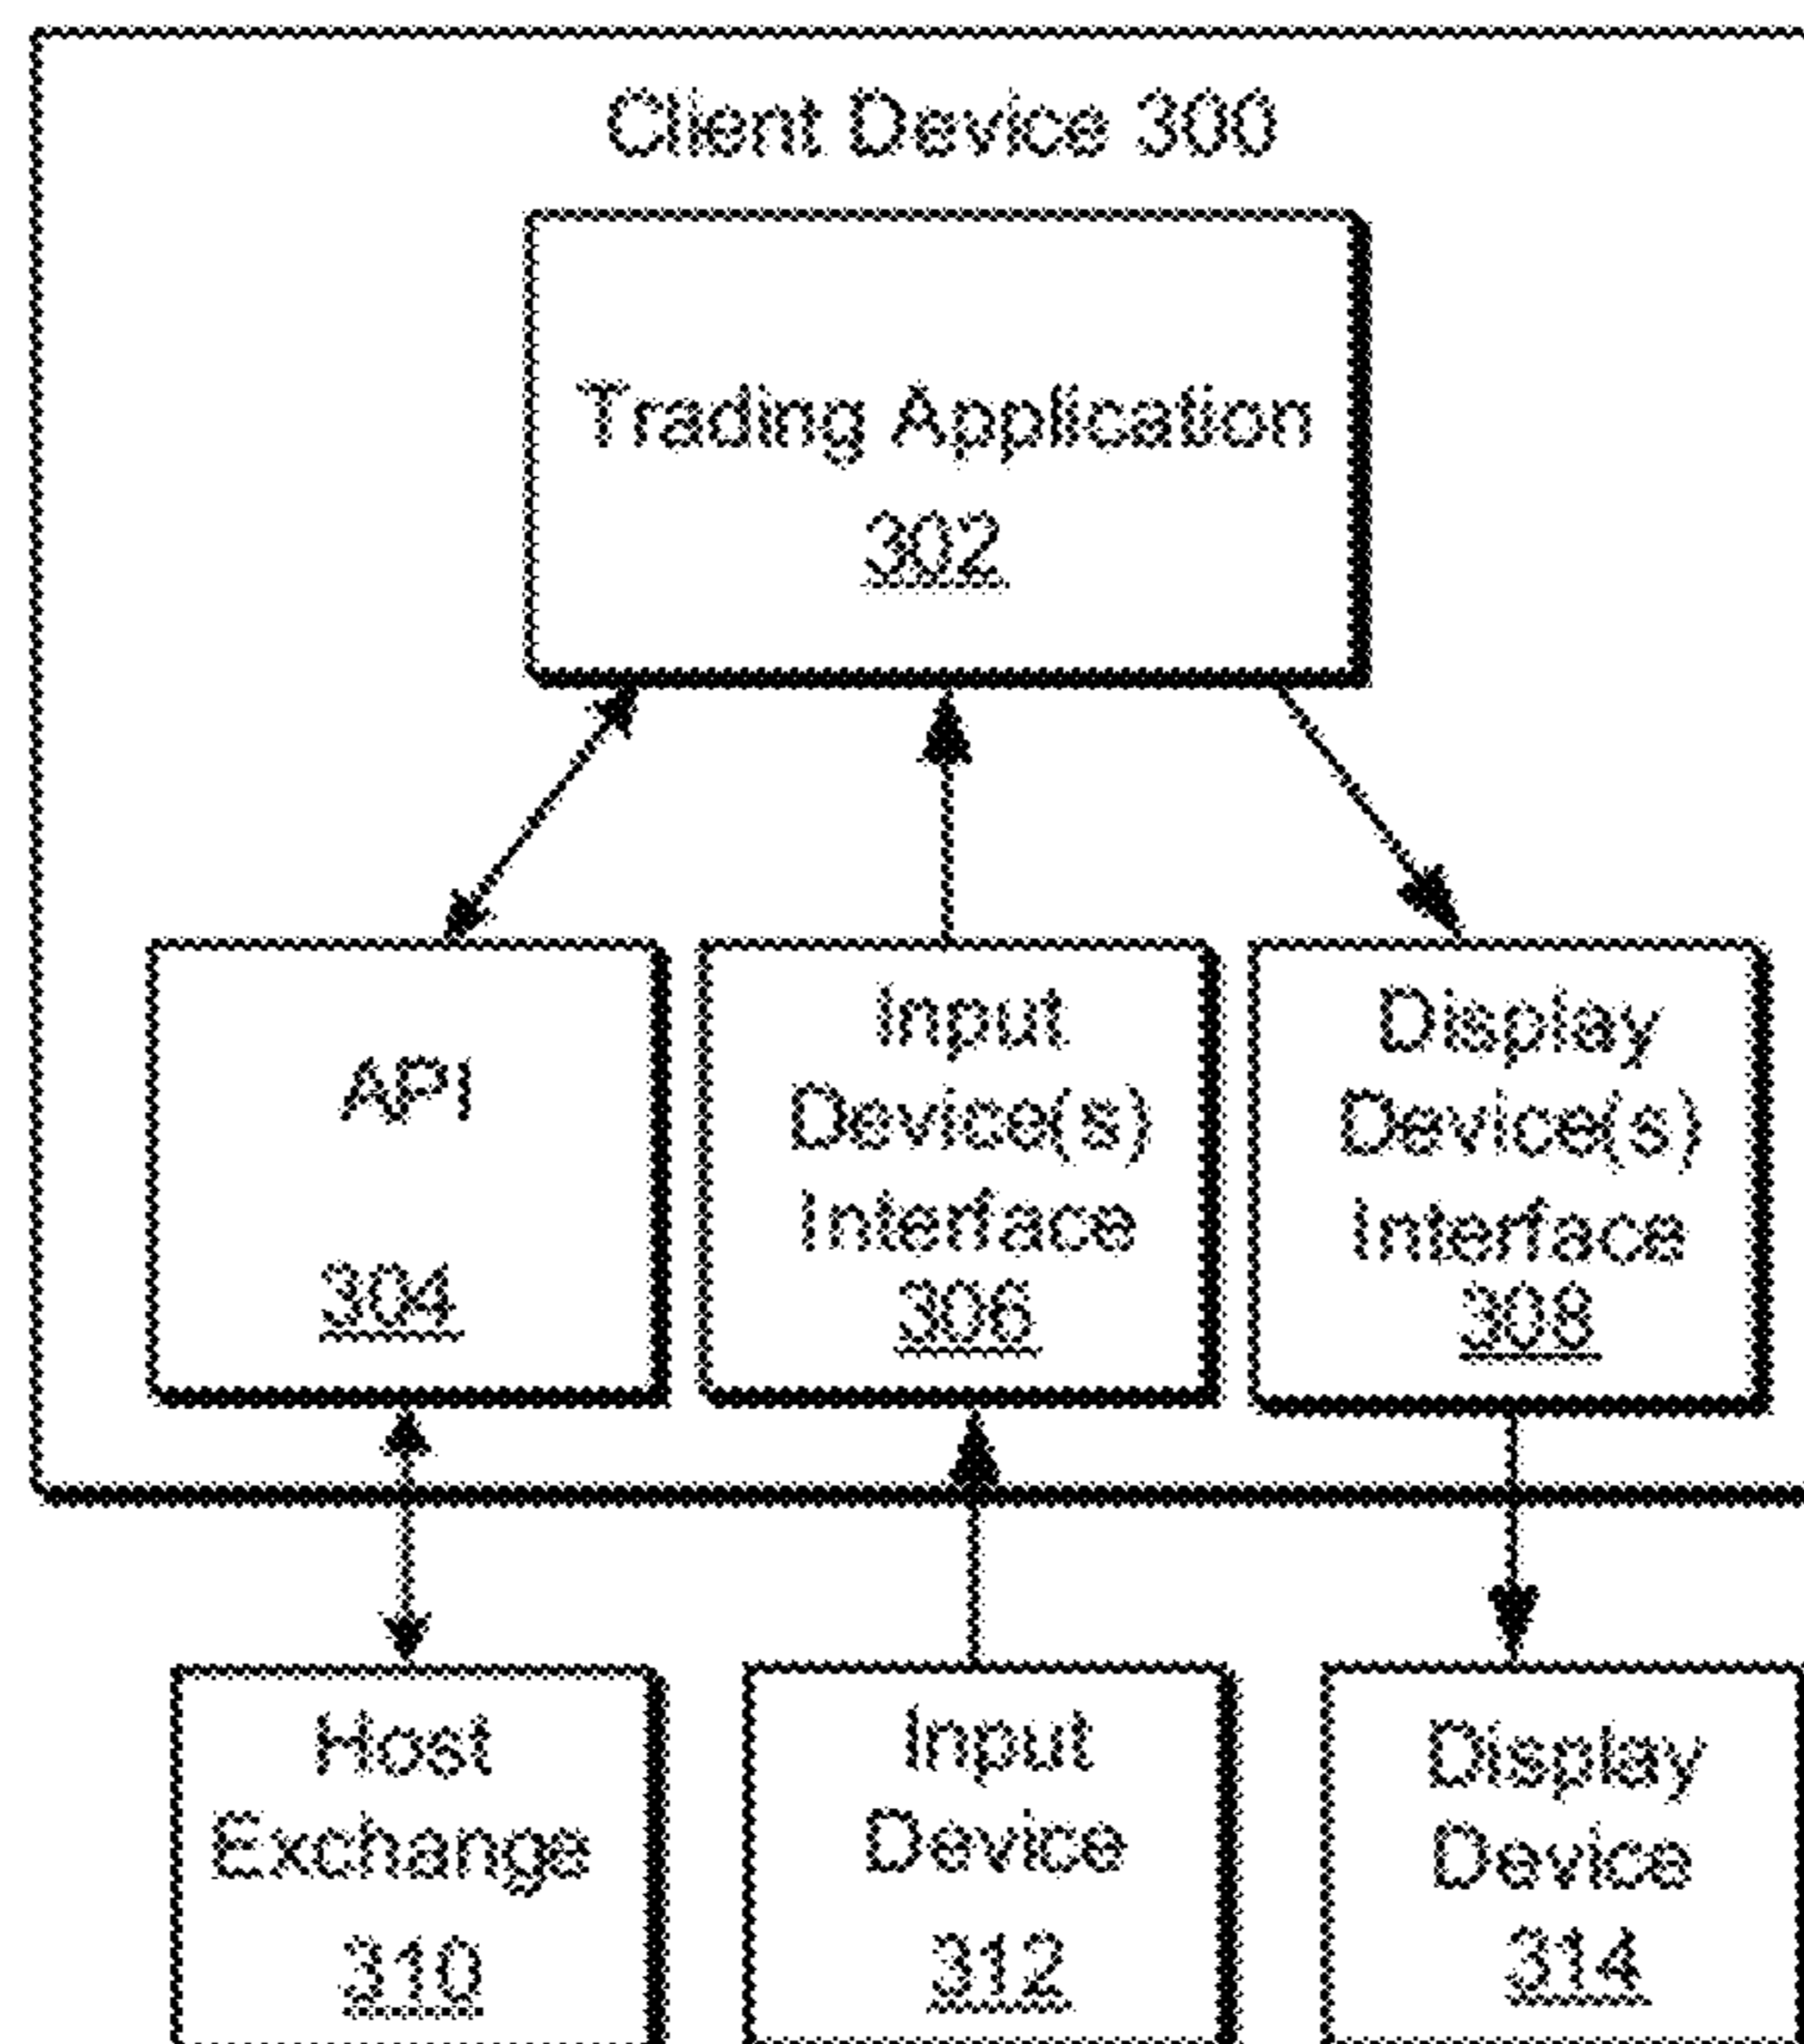 Client Device 300
Trading Application
302
API
304
Input
Device(s)
Interface
306
Display
Device(s)
Interface
308
Host
Exchange
310
Input
Device
312
Display
Device
314